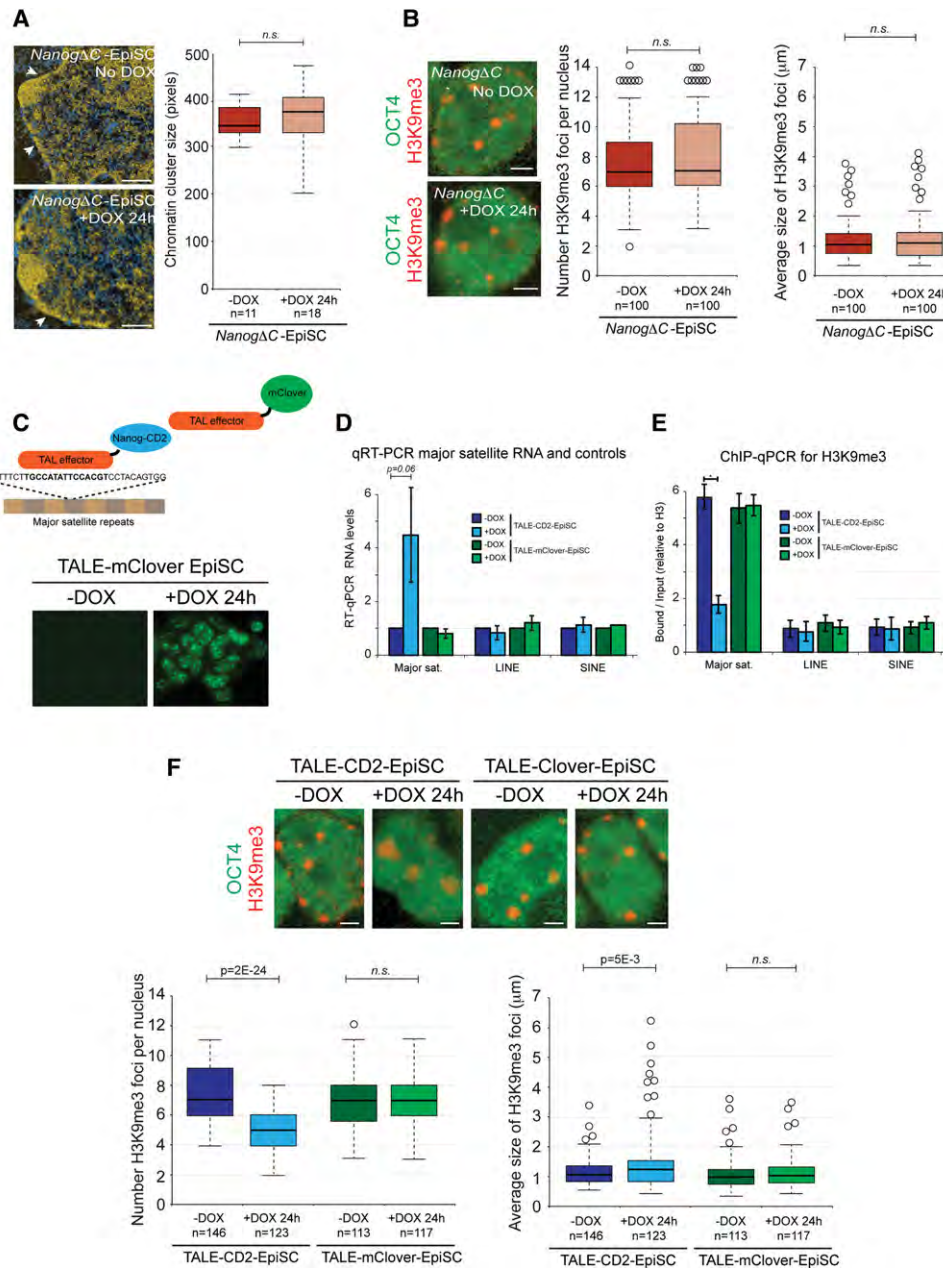 A
NanogΔC-EpiSC
No DOX
NanogΔC-EpiSC
+DOX 24h
Chromatin cluster size (pixels)
500
400
300
200
100
0
n.s.
-DOX
n=11
+DOX 24h
n=18
NanogΔC-EpiSC
B
OCT4
H3K9me3
NanogΔC
No DOX
OCT4
H3K9me3
NanogΔC
+DOX 24h
Number H3K9me3 foci per nucleus
14
12
10
8
6
4
2
0
n.s.
-DOX
n=100
+DOX 24h
n=100
NanogΔC-EpiSC
Average size of H3K9me3 foci (μm)
7
6
5
4
3
2
1
0
n.s.
-DOX
n=100
+DOX 24h
n=100
NanogΔC-EpiSC
C
mClover
TAL effector
Nanog-CD2
TAL effector
TTTCTTGCCATATTCCACGTCCTACAGTGG
Major satellite repeats
TALE-mClover EpiSC
-DOX
+DOX 24h
D
qRT-PCR major satellite RNA and controls
p=0.06
RT-qPCR RNA levels
6
4
2
0
-DOX
+DOX
TALE-CD2-EpiSC
-DOX
+DOX
TALE-mClover-EpiSC
Major sat.
LINE
SINE
E
ChIP-qPCR for H3K9me3
Bound / Input (relative to H3)
6
4
2
0
-DOX
+DOX
TALE-CD2-EpiSC
-DOX
+DOX
TALE-mClover-EpiSC
Major sat.
LINE
SINE
F
TALE-CD2-EpiSC
TALE-Clover-EpiSC
-DOX
+DOX 24h
-DOX
+DOX 24h
OCT4
H3K9me3
Number H3K9me3 foci per nucleus
14
12
10
8
6
4
2
0
p=2E-24
n.s.
-DOX
n=146
+DOX 24h
n=123
-DOX
n=113
+DOX 24h
n=117
TALE-CD2-EpiSC
TALE-mClover-EpiSC
Average size of H3K9me3 foci (μm)
7
6
5
4
3
2
1
0
p=5E-3
n.s.
-DOX
n=146
+DOX 24h
n=123
-DOX
n=113
+DOX 24h
n=117
TALE-CD2-EpiSC
TALE-mClover-EpiSC